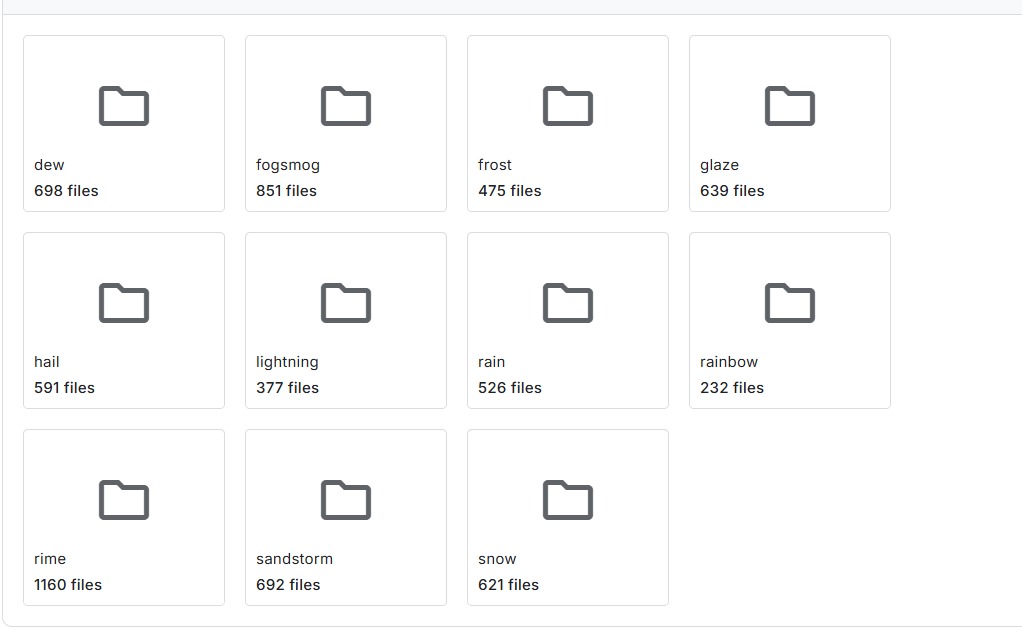 dew
698 files
fogsmog
851 files
frost
475 files
glaze
639 files
hail
591 files
lightning
377 files
rain
526 files
rainbow
232 files
rime
1160 files
sandstorm
692 files
snow
621 files